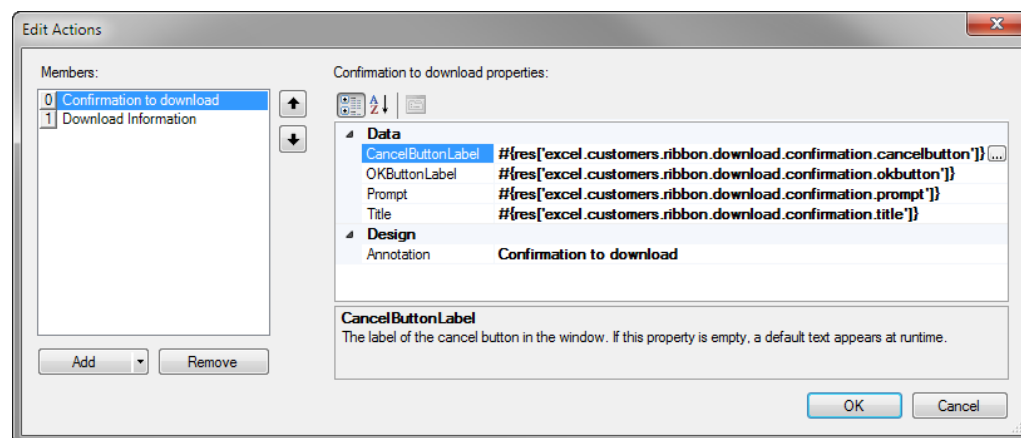 Edit Actions
Members:
0 Confirmation to download
1 Download Information
Add
Remove
Confirmation to download properties:
Data
CancelButtonLabel #{res['excel.customers.ribbon.download.confirmation.cancelbutton']} ...
OKButtonLabel #{res['excel.customers.ribbon.download.confirmation.okbutton']}
Prompt #{res['excel.customers.ribbon.download.confirmation.prompt']}
Title #{res['excel.customers.ribbon.download.confirmation.title']}
Design
Annotation Confirmation to download
CancelButtonLabel
The label of the cancel button in the window. If this property is empty, a default text appears at runtime.
OK
Cancel